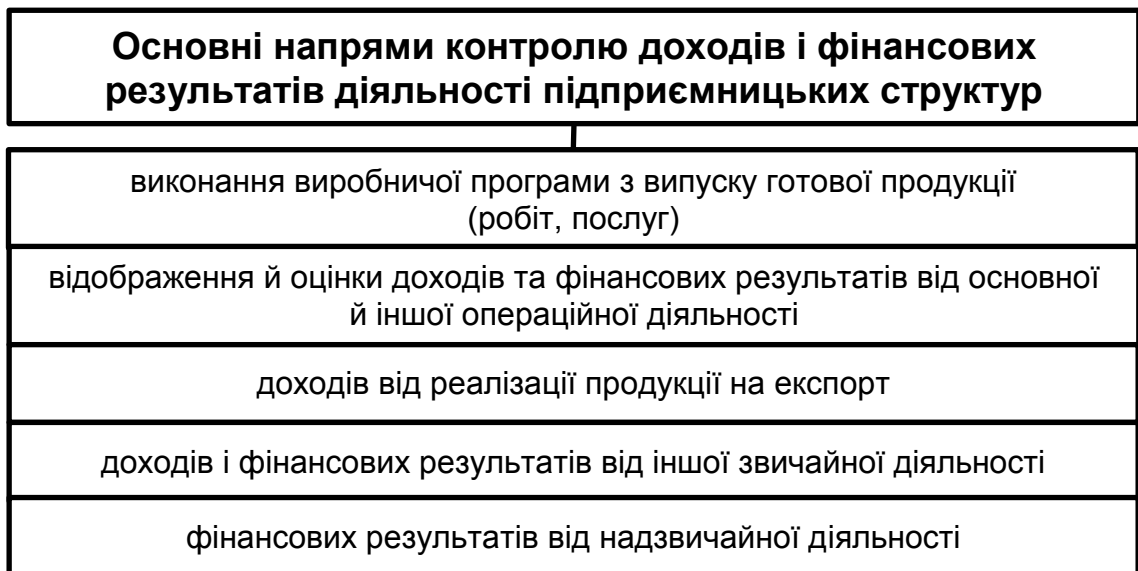 Основні напрями контролю доходів і фінансових
результатів діяльності підприємницьких структур
виконання виробничої програми з випуску готової продукції
(робіт, послуг)
відображення й оцінки доходів та фінансових результатів від основної
й іншої операційної діяльності
доходів від реалізації продукції на експорт
доходів і фінансових результатів від іншої звичайної діяльності
фінансових результатів від надзвичайної діяльності